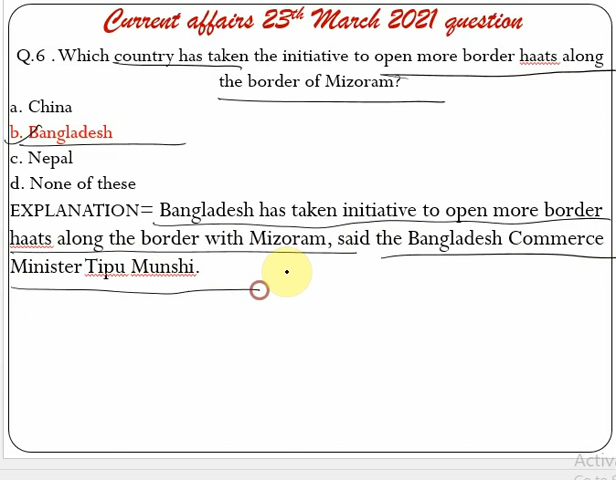 Current affairs 23th March 2021 question
Q.6 . Which country has taken the initiative to open more border haats along
the border of Mizoram?
a. China
b. Bangladesh
c. Nepal
d. None of these
EXPLANATION= Bangladesh has taken initiative to open more border
haats along the border with Mizoram, said the Bangladesh Commerce
Minister Tipu Munshi.